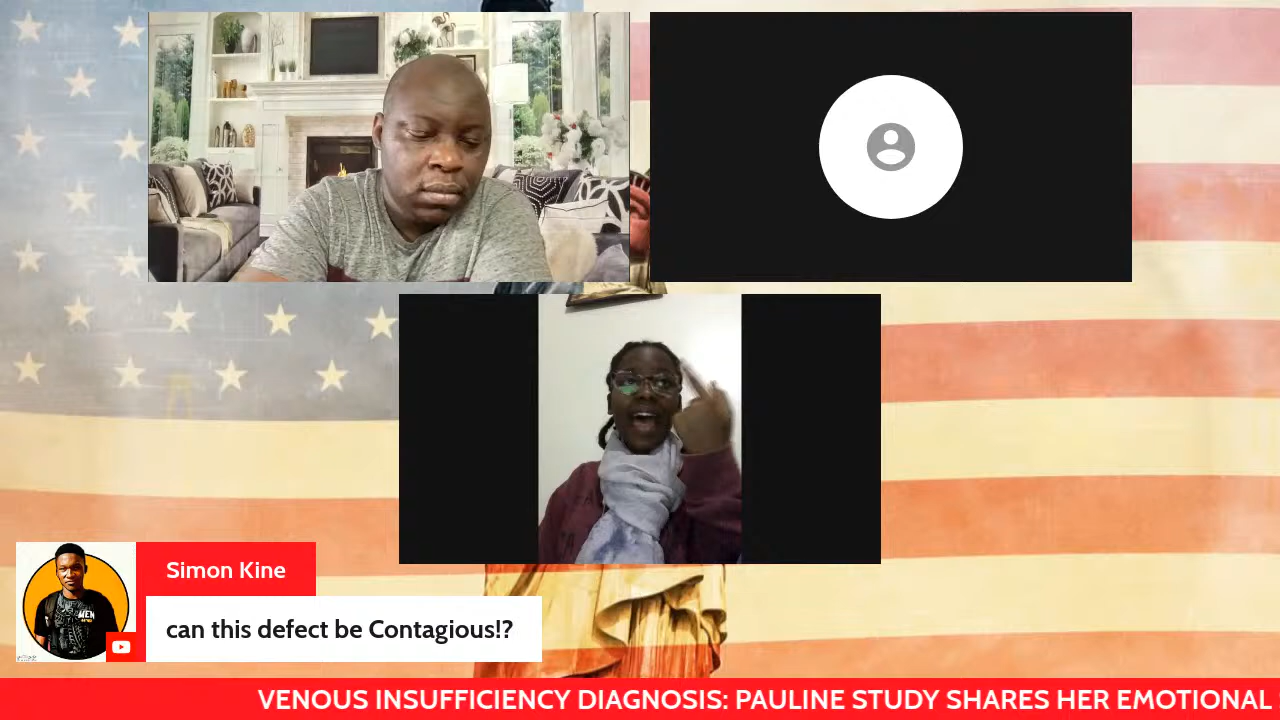 Simon Kine
can this defect be Contagious!?
VENOUS INSUFFICIENCY DIAGNOSIS: PAULINE STUDY SHARES HER EMOTIONAL